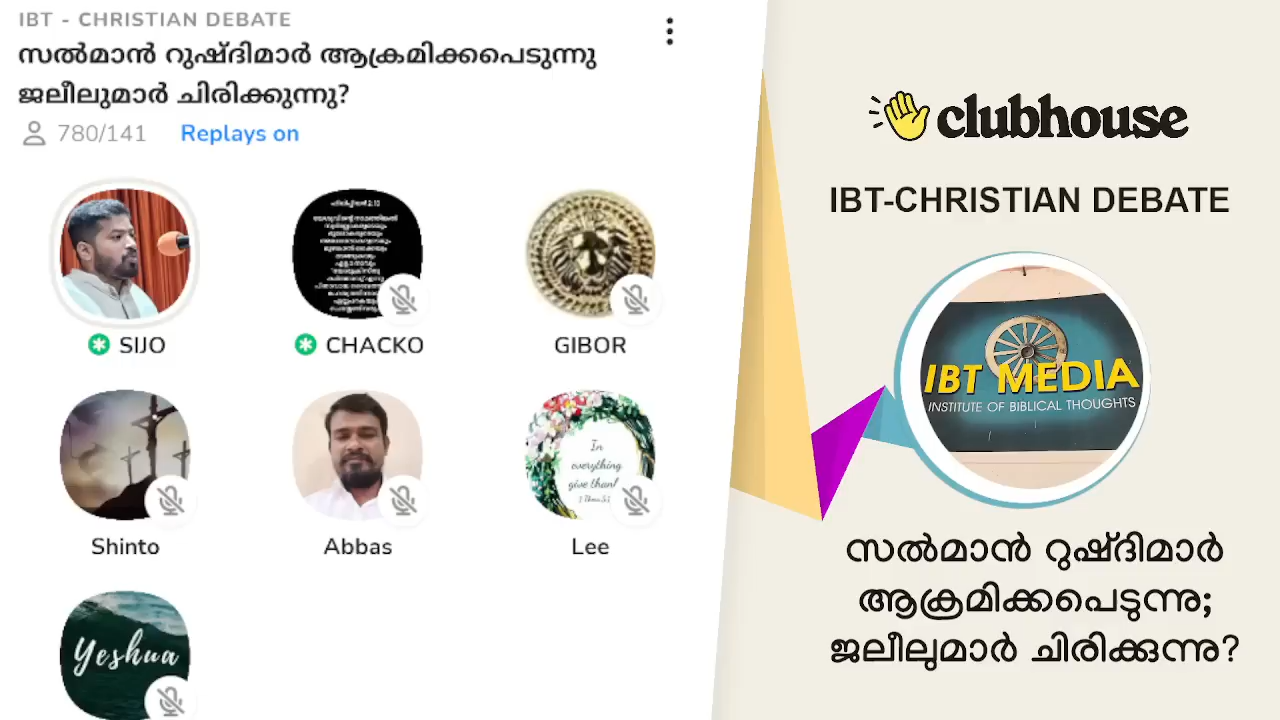 IBT - CHRISTIAN DEBATE
സൽമാൻ റുഷ്ദിമാർ ആക്രമിക്കപെടുന്നു
ജലീലുമാർ ചിരിക്കുന്നു?
780/141 Replays on
SIJO
CHACKO
GIBOR
In
everything
give thank
Shinto
Abbas
Lee
Yeshua
clubhouse
IBT-CHRISTIAN DEBATE
IBT MEDIA
INSTITUTE OF BIBLICAL THOUGHTS
സൽമാൻ റുഷ്ദിമാർ
ആക്രമിക്കപെടുന്നു;
ജലീലുമാർ ചിരിക്കുന്നു?